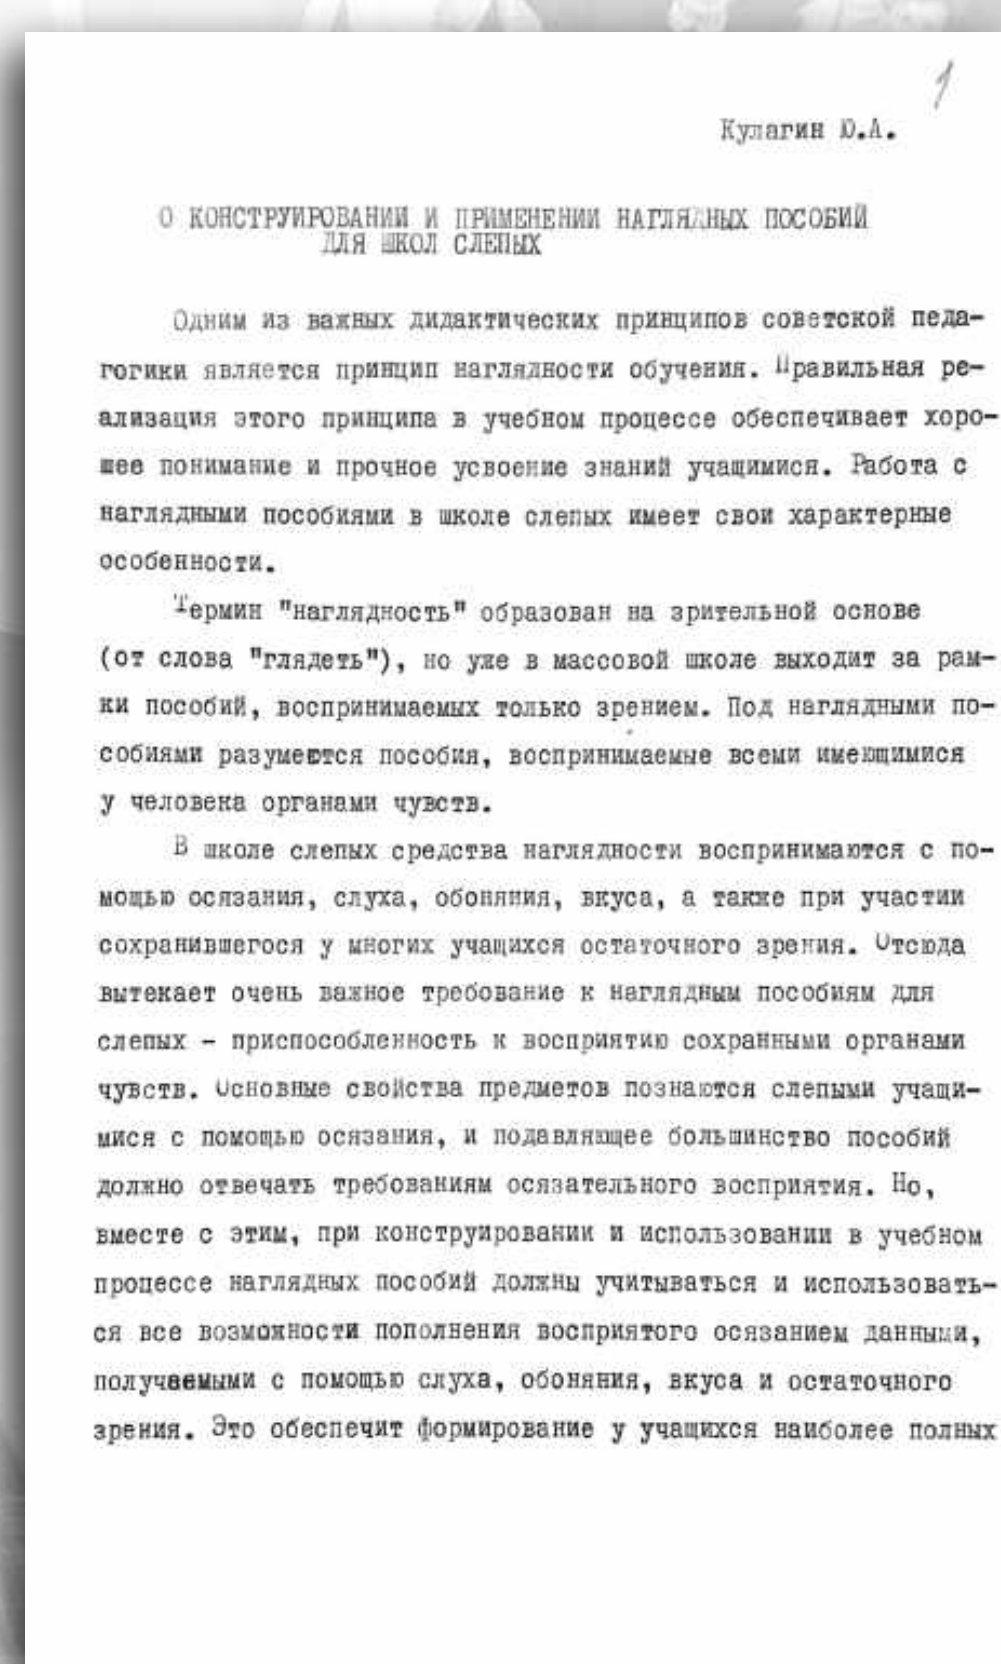 1
Кулагин Ю.А.
О КОНСТРУИРОВАНИИ И ПРИМЕНЕНИИ НАГЛЯДНЫХ ПОСОБИЙ
ДЛЯ ШКОЛ СЛЕПЫХ
Одним из важных дидактических принципов советской педа-
гогики является принцип наглядности обучения. Правильная ре-
ализация этого принципа в учебном процессе обеспечивает хоро-
шее понимание и прочное усвоение знаний учащимися. Работа с
наглядными пособиями в школе слепых имеет свои характерные
особенности.
Термин "наглядность" образован на зрительной основе
(от слова "глядеть"), но уже в массовой школе выходит за рам-
ки пособий, воспринимаемых только зрением. Под наглядными по-
собиями разумеются пособия, воспринимаемые всеми имеющимися
у человека органами чувств.
В школе слепых средства наглядности воспринимаются с по-
мощью осязания, слуха, обоняния, вкуса, а также при участии
сохранившегося у многих учащихся остаточного зрения. Отсюда
вытекает очень важное требование к наглядным пособиям для
слепых - приспособленность к восприятию сохранными органами
чувств. Основные свойства предметов познаются слепыми учащи-
мися с помощью осязания, и подавляющее большинство пособий
должно отвечать требованиям осязательного восприятия. Но,
вместе с этим, при конструировании и использовании в учебном
процессе наглядных пособий должны учитываться и использовать-
ся все возможности пополнения воспринятого осязанием данными,
получаемыми с помощью слуха, обоняния, вкуса и остаточного
зрения. Это обеспечит формирование у учащихся наиболее полных